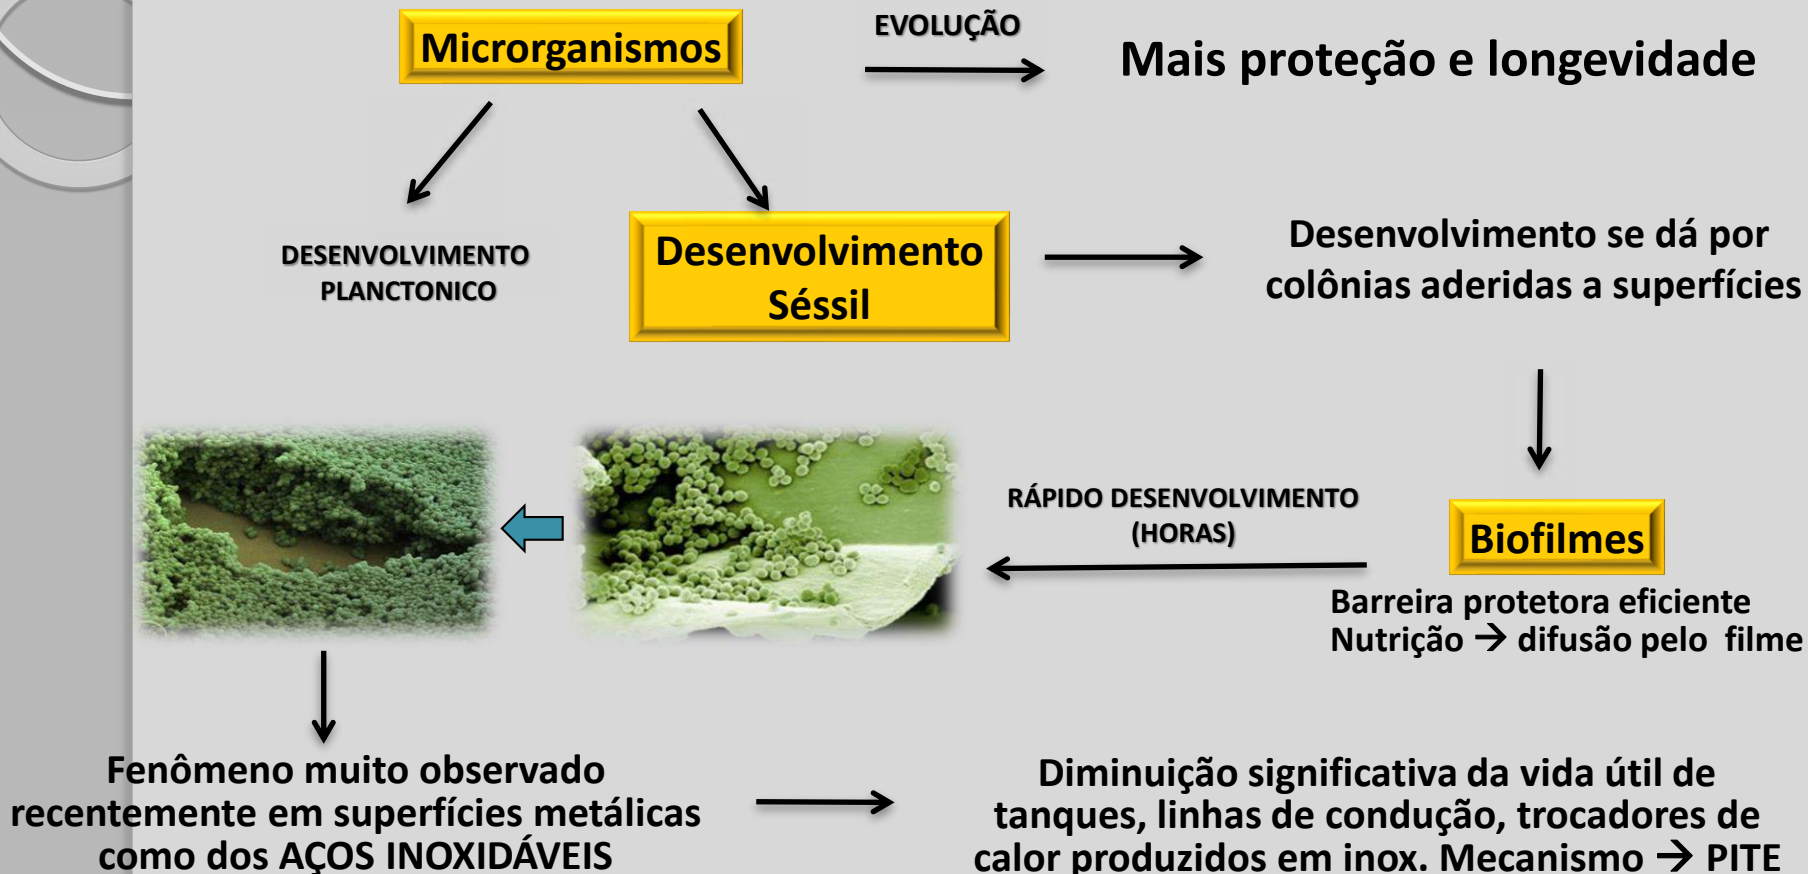 Microrganismos
EVOLUÇÃO
Mais proteção e longevidade
DESENVOLVIMENTO
PLANCTONICO
Desenvolvimento
Séssil
Desenvolvimento se dá por
colônias aderidas a superfícies
RÁPIDO DESENVOLVIMENTO
(HORAS)
Biofilmes
Barreira protetora eficiente
Nutrição → difusão pelo filme
Fenômeno muito observado
recentemente em superfícies metálicas
como dos AÇOS INOXIDÁVEIS
Diminuição significativa da vida útil de
tanques, linhas de condução, trocadores de
calor produzidos em inox. Mecanismo → PITE